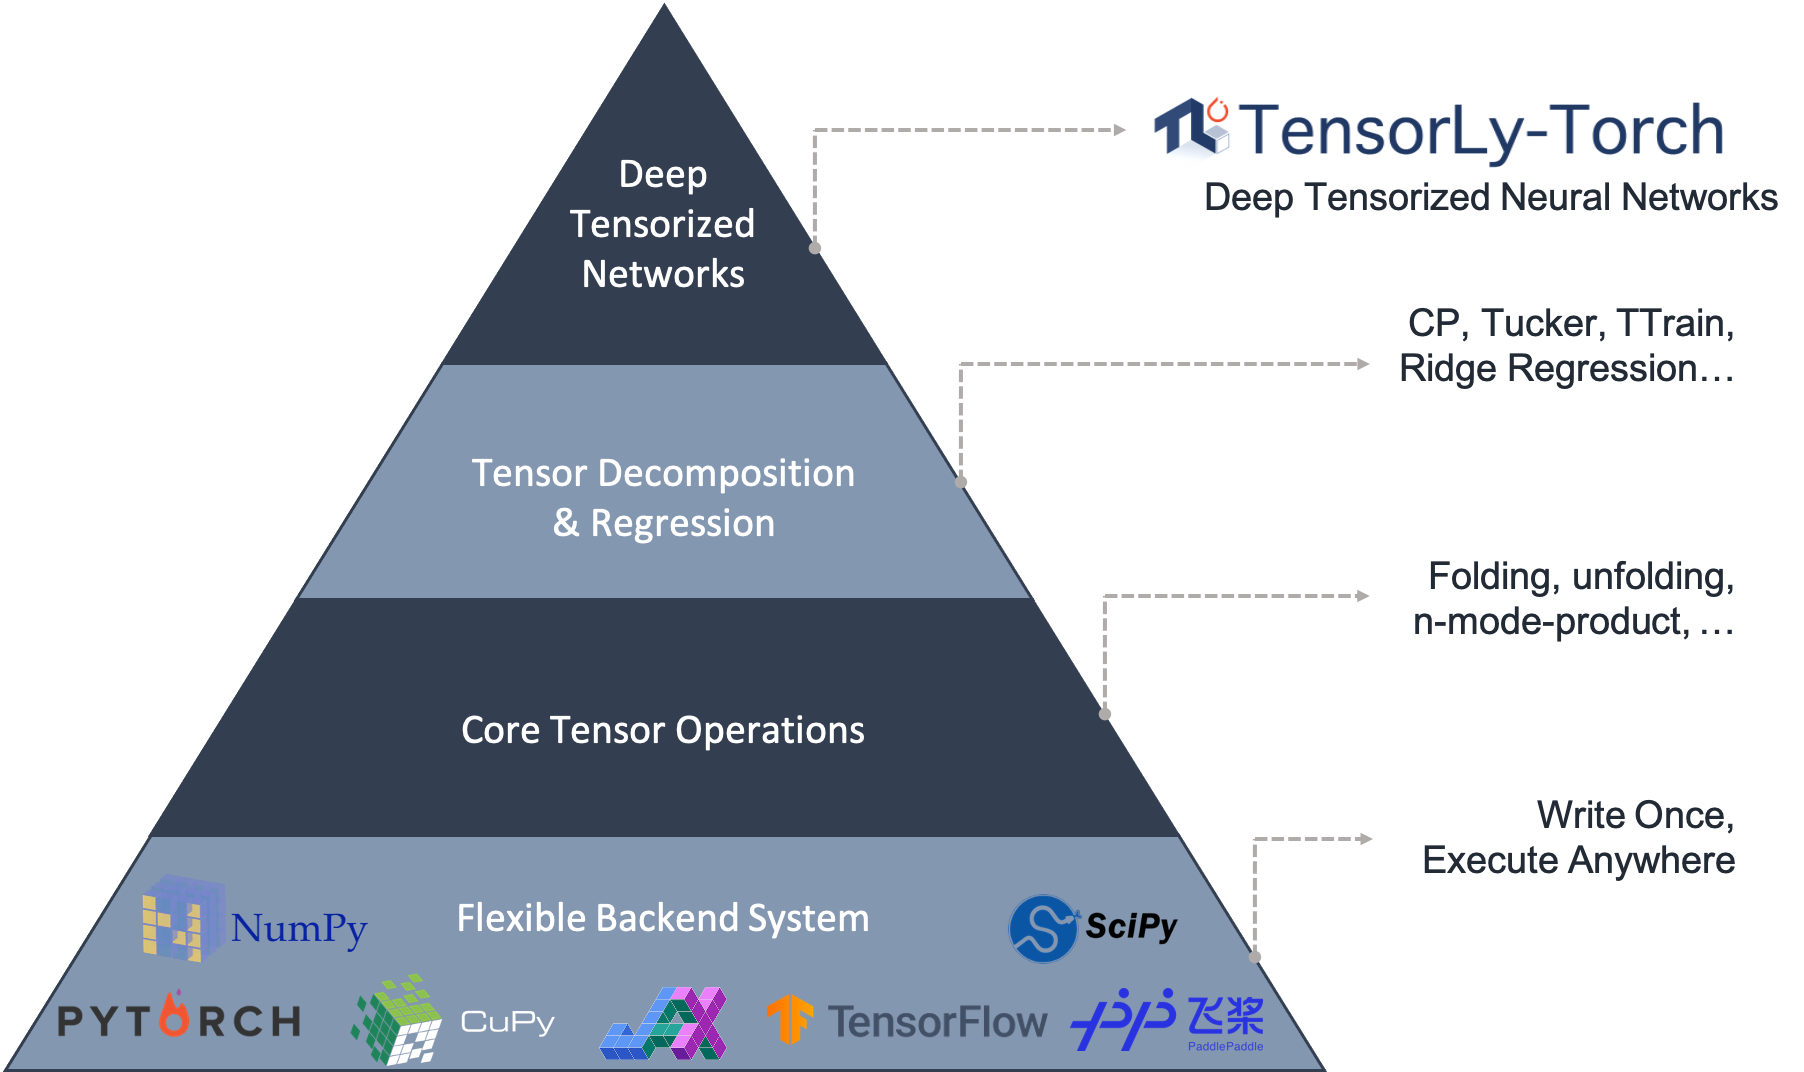 TensorLy-Torch
Deep Tensorized Neural Networks
Deep
Tensorized
Networks
CP, Tucker, TTrain,
Ridge Regression…
Tensor Decomposition
& Regression
Folding, unfolding,
n-mode-product, …
Core Tensor Operations
Write Once,
Execute Anywhere
NumPy
Flexible Backend System
SciPy
PYTORCH
CuPy
JAX
TensorFlow
飞桨
PaddlePaddle